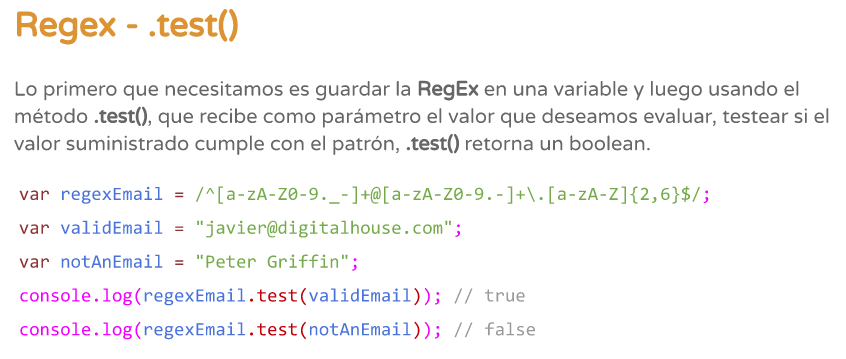 Regex - .test()
Lo primero que necesitamos es guardar la RegEx en una variable y luego usando el
método .test(), que recibe como parámetro el valor que deseamos evaluar, testear si el
valor suministrado cumple con el patrón, .test() retorna un boolean.
var regexEmail = /^[a-zA-Z0-9._-]+@[a-zA-Z0-9.-]+\.[a-zA-Z]{2,6}$/;
var validEmail = "javier@digitalhouse.com";
var notAnEmail = "Peter Griffin";
console.log(regexEmail.test(validEmail)); // true
console.log(regexEmail.test(notAnEmail)); // false